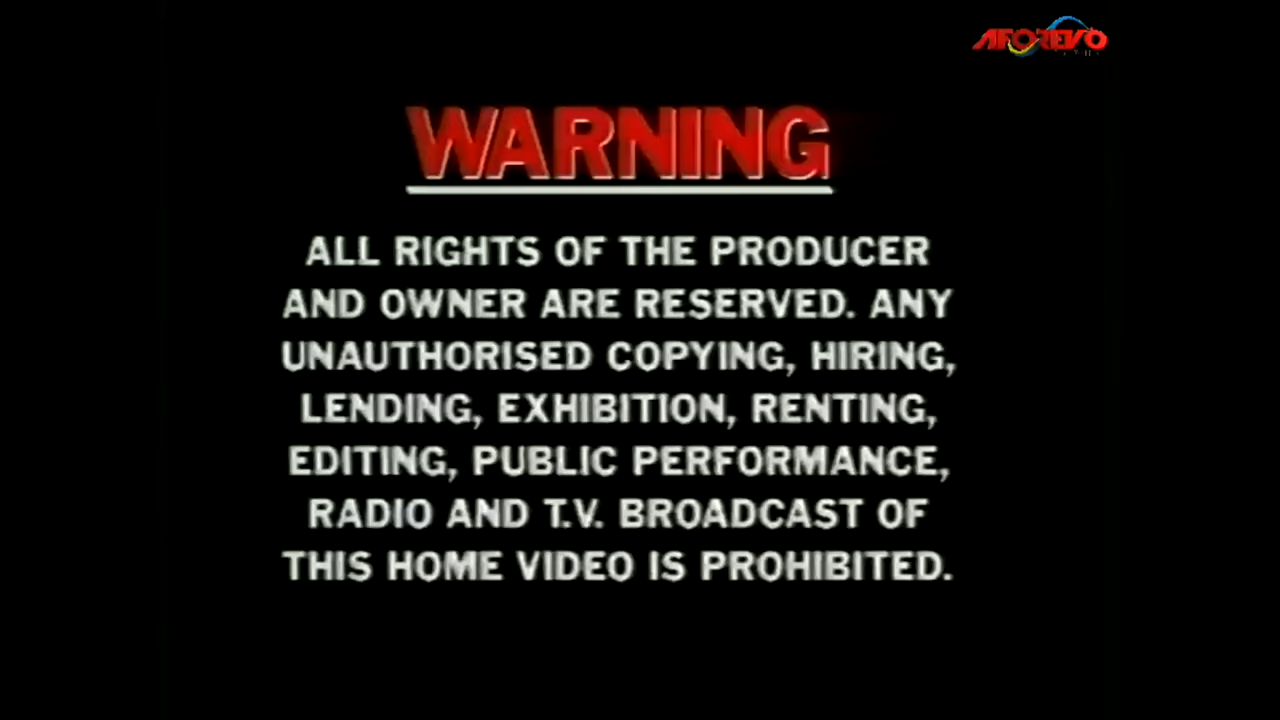 AFOREVO
WARNING
ALL RIGHTS OF THE PRODUCER
AND OWNER ARE RESERVED. ANY
UNAUTHORISED COPYING, HIRING,
LENDING, EXHIBITION, RENTING,
EDITING, PUBLIC PERFORMANCE,
RADIO AND T.V. BROADCAST OF
THIS HOME VIDEO IS PROHIBITED.